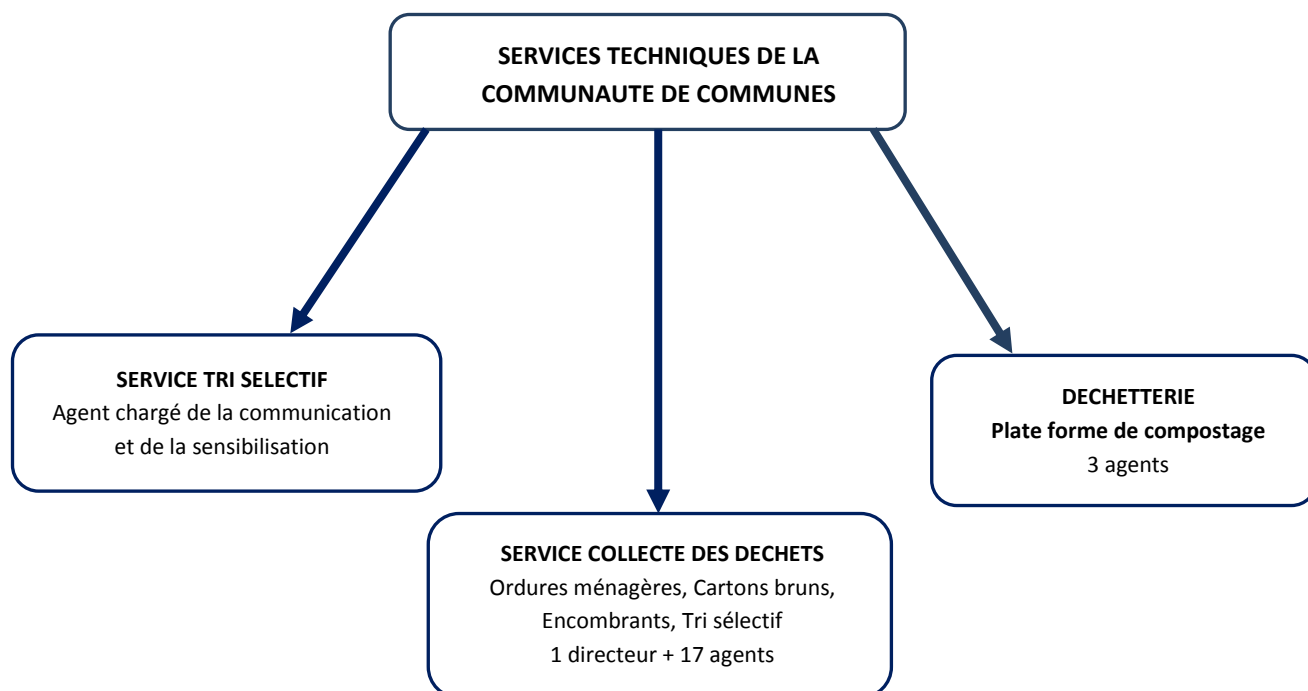 SERVICES TECHNIQUES DE LA
COMMUNAUTE DE COMMUNES
SERVICE TRI SELECTIF
Agent chargé de la communication
et de la sensibilisation
DECHETTERIE
Plate forme de compostage
3 agents
SERVICE COLLECTE DES DECHETS
Ordures ménagères, Cartons bruns,
Encombrants, Tri sélectif
1 directeur + 17 agents